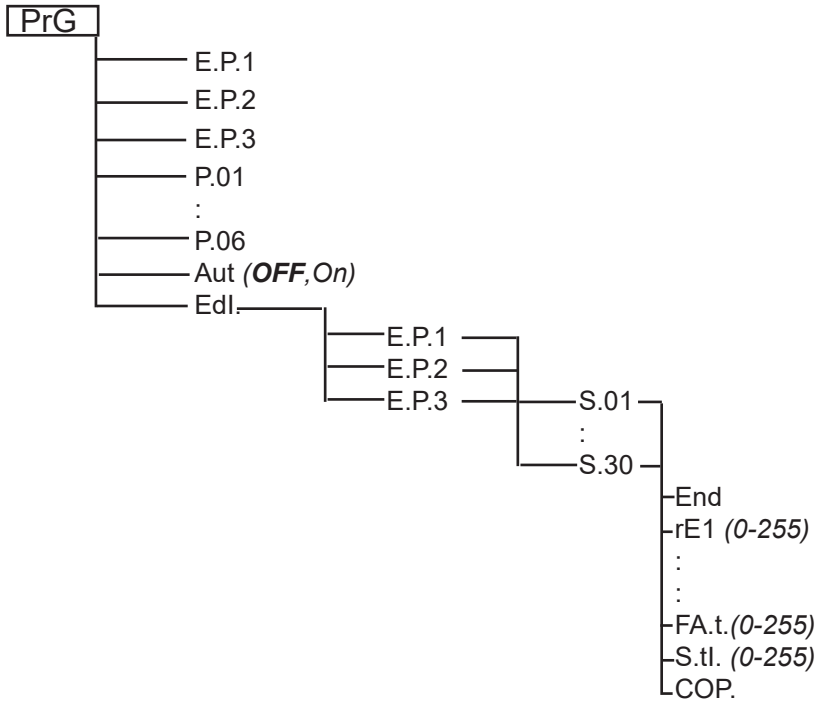 PrG
E.P.1
E.P.2
E.P.3
P.01
:
P.06
Aut (OFF,On)
EdI.
E.P.1
E.P.2
E.P.3
S.01
:
S.30
End
rE1 (0-255)
:
:
FA.t.(0-255)
S.tI. (0-255)
COP.